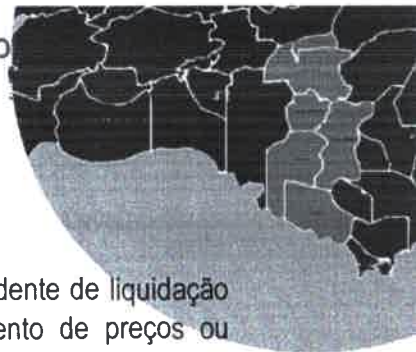 o
dente de liquidação
ento de preços ou